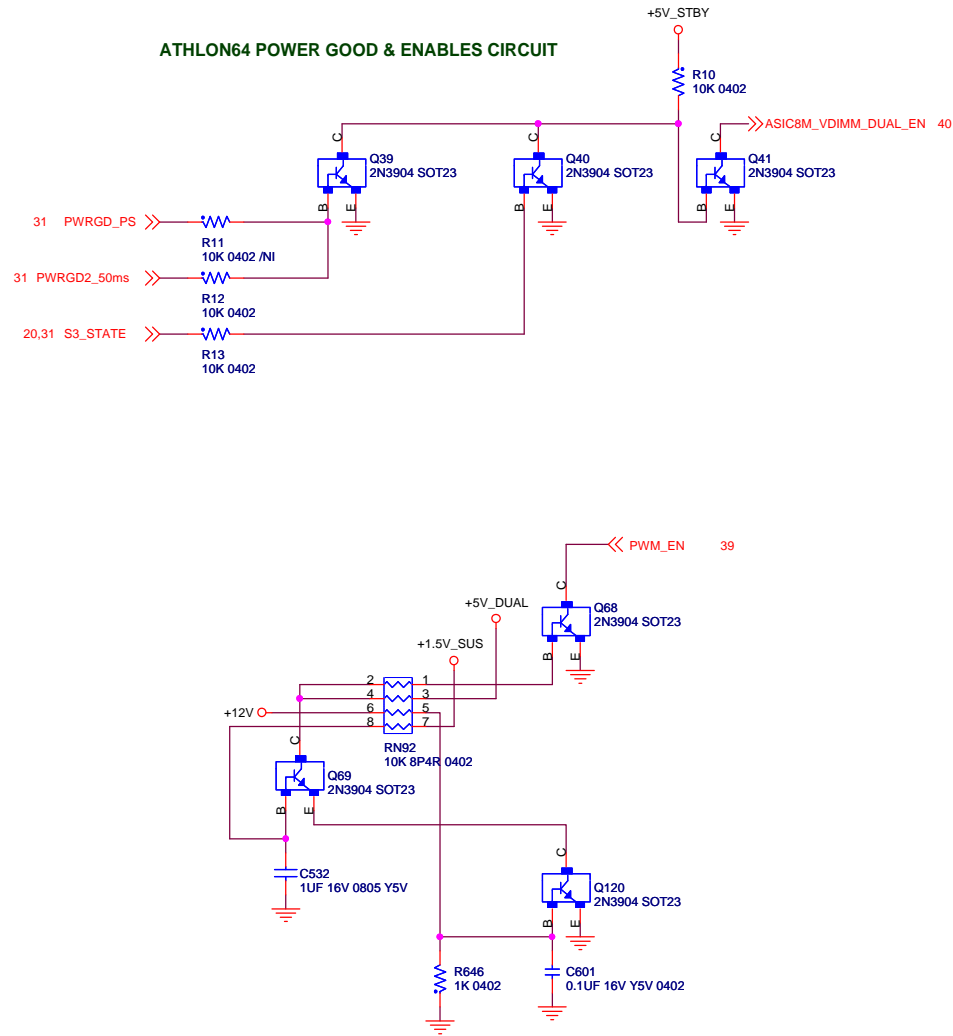 +5V_STBY
ATHLON64 POWER GOOD & ENABLES CIRCUIT
R10
10K 0402
C
C
C
ASIC8M_VDIMM_DUAL_EN 40
Q39
2N3904 SOT23
Q40
2N3904 SOT23
Q41
2N3904 SOT23
B
E
B
E
B
E
31 PWRGD_PS
R11
10K 0402 /NI
31 PWRGD2_50ms
R12
10K 0402
20,31 S3_STATE
R13
10K 0402
PWM_EN 39
C
+5V_DUAL
Q68
2N3904 SOT23
+1.5V_SUS
B
E
2 1
4 3
+12V
6 5
8 7
RN92
10K 8P4R 0402
C
Q69
2N3904 SOT23
B
E
C
C532
1UF 16V 0805 Y5V
Q120
2N3904 SOT23
B
E
R646
1K 0402
C601
0.1UF 16V Y5V 0402